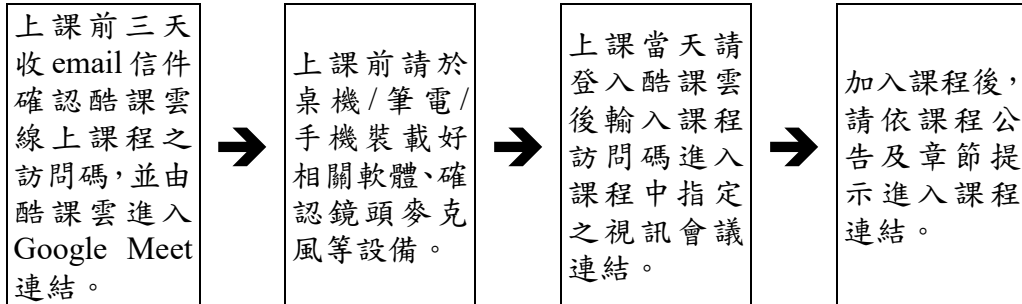 上課前三天
收 email 信件
確認酷課雲
線上課程之
訪問碼，並由
酷課雲進入
Google Meet
連結。
上課前請於
桌機/筆電/
手機裝載好
相關軟體、確
認鏡頭麥克
風等設備。
上課當天請
登入酷課雲
後輸入課程
訪問碼進入
課程中指定
之視訊會議
連結。
加入課程後，
請依課程公
告及章節提
示進入課程
連結。